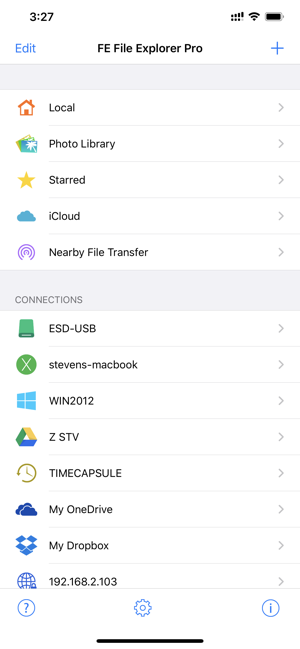 3:27
Edit
FE File Explorer Pro
Local
Photo Library
Starred
iCloud
Nearby File Transfer
CONNECTIONS
ESD-USB
stevens-macbook
WIN2012
Z STV
TIMECAPSULE
My OneDrive
My Dropbox
192.168.2.103